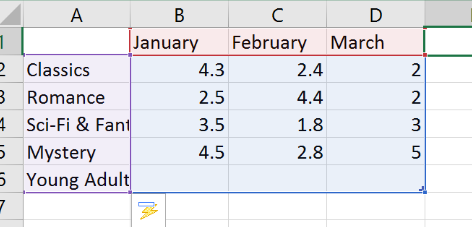 A B C D
1 January February March
2 Classics 4.3 2.4 2
3 Romance 2.5 4.4 2
4 Sci-Fi & Fant 3.5 1.8 3
5 Mystery 4.5 2.8 5
6 Young Adult
7